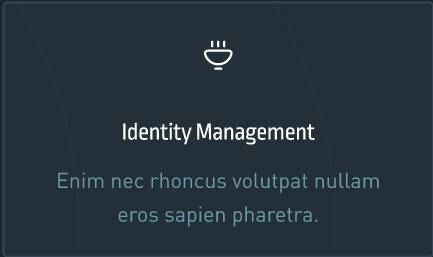 Identity Management
Enim nec rhoncus volutpat nullam
eros sapien pharetra.